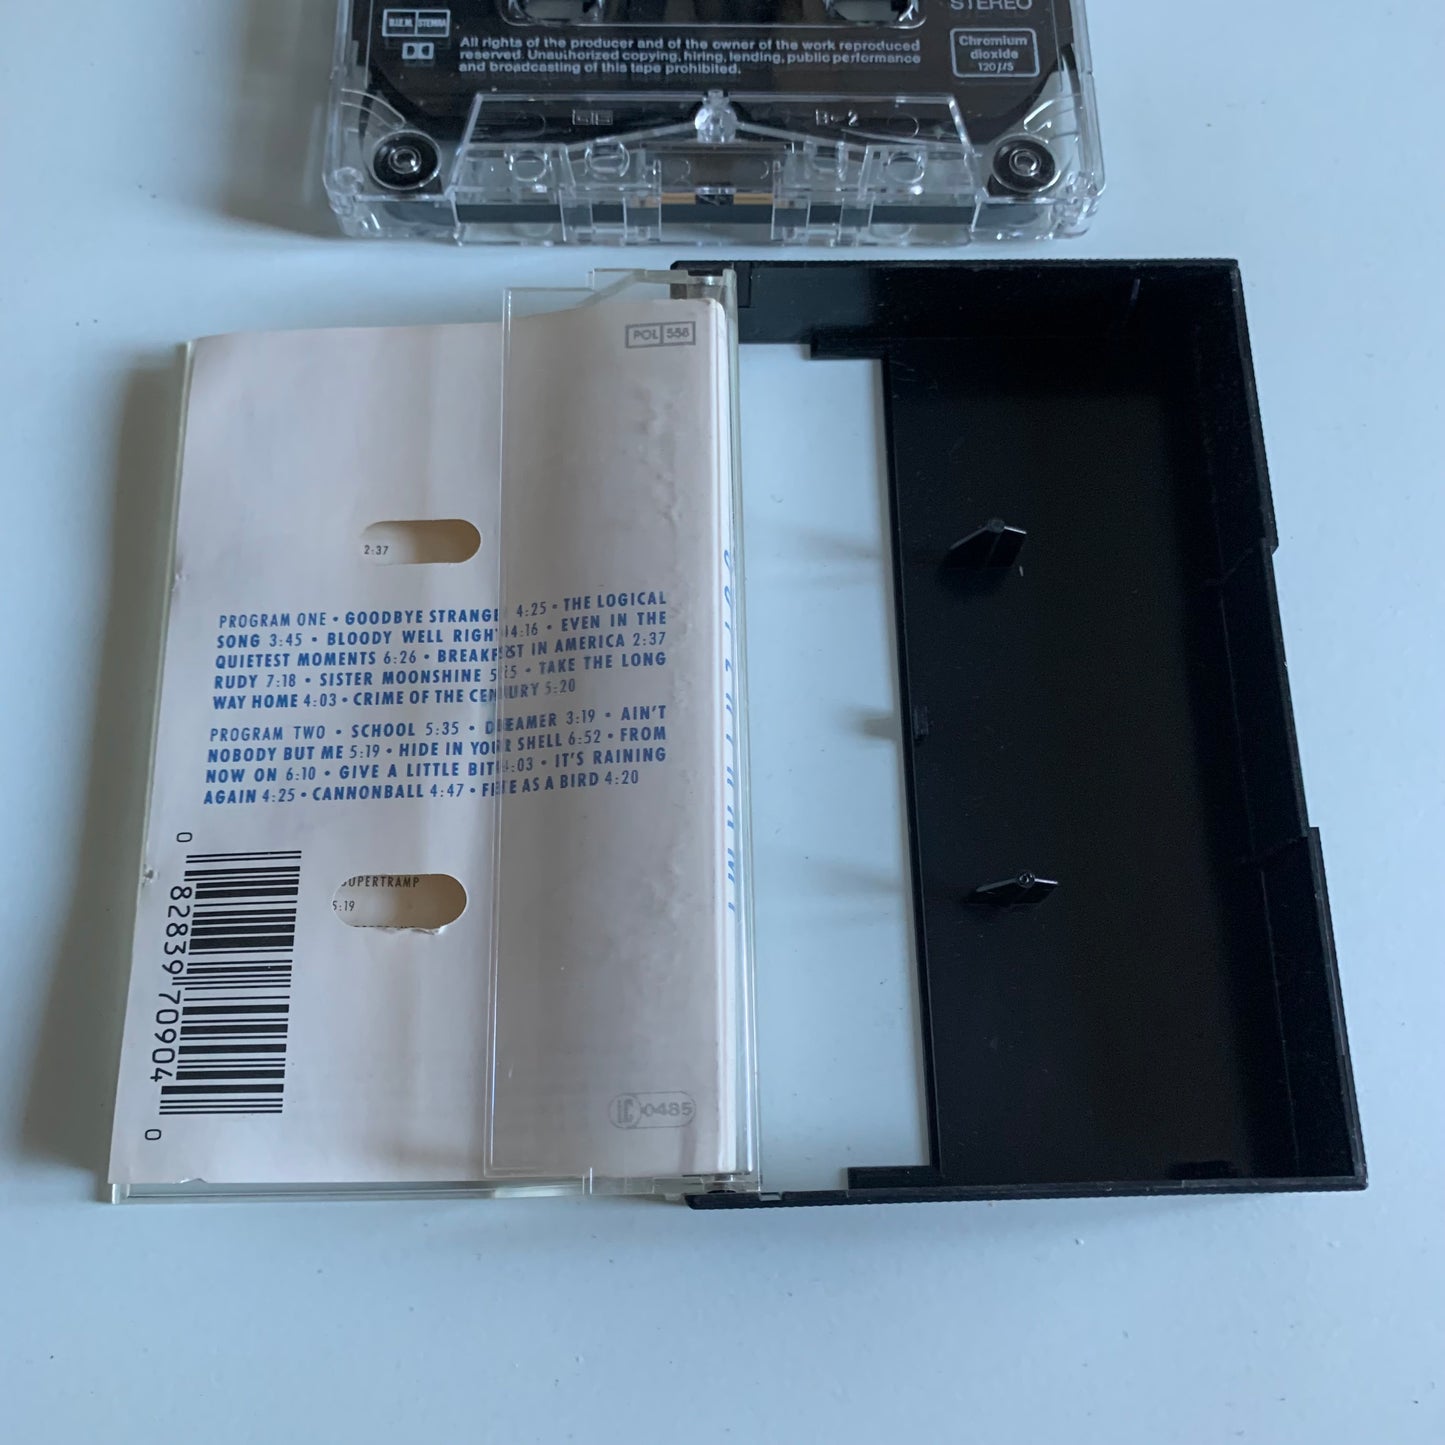 STEREO
B.I.E.M. STEMRA
All rights of the producer and of the owner of the work reproduced
reserved. Unauthorized copying, hiring, lending, public performance
and broadcasting of this tape prohibited.
Chromium
dioxide
120 µS
B-2
POL 558
2:37
PROGRAM ONE • GOODBYE STRANGE 4:25 • THE LOGICAL
SONG 3:45 • BLOODY WELL RIGHT 4:16 • EVEN IN THE
QUIETEST MOMENTS 6:26 • BREAKFAST IN AMERICA 2:37
RUDY 7:18 • SISTER MOONSHINE • TAKE THE LONG
WAY HOME 4:03 • CRIME OF THE CENTURY 5:20
PROGRAM TWO • SCHOOL 5:35 • DREAMER 3:19 • AIN'T
NOBODY BUT ME 5:19 • HIDE IN YOUR SHELL 6:52 • FROM
NOW ON 6:10 • GIVE A LITTLE BIT 4:03 • IT'S RAINING
AGAIN 4:25 • CANNONBALL 4:47 • AS A BIRD 4:20
SUPERTRAMP
5:19
0 82839 70904 0
LC 0485